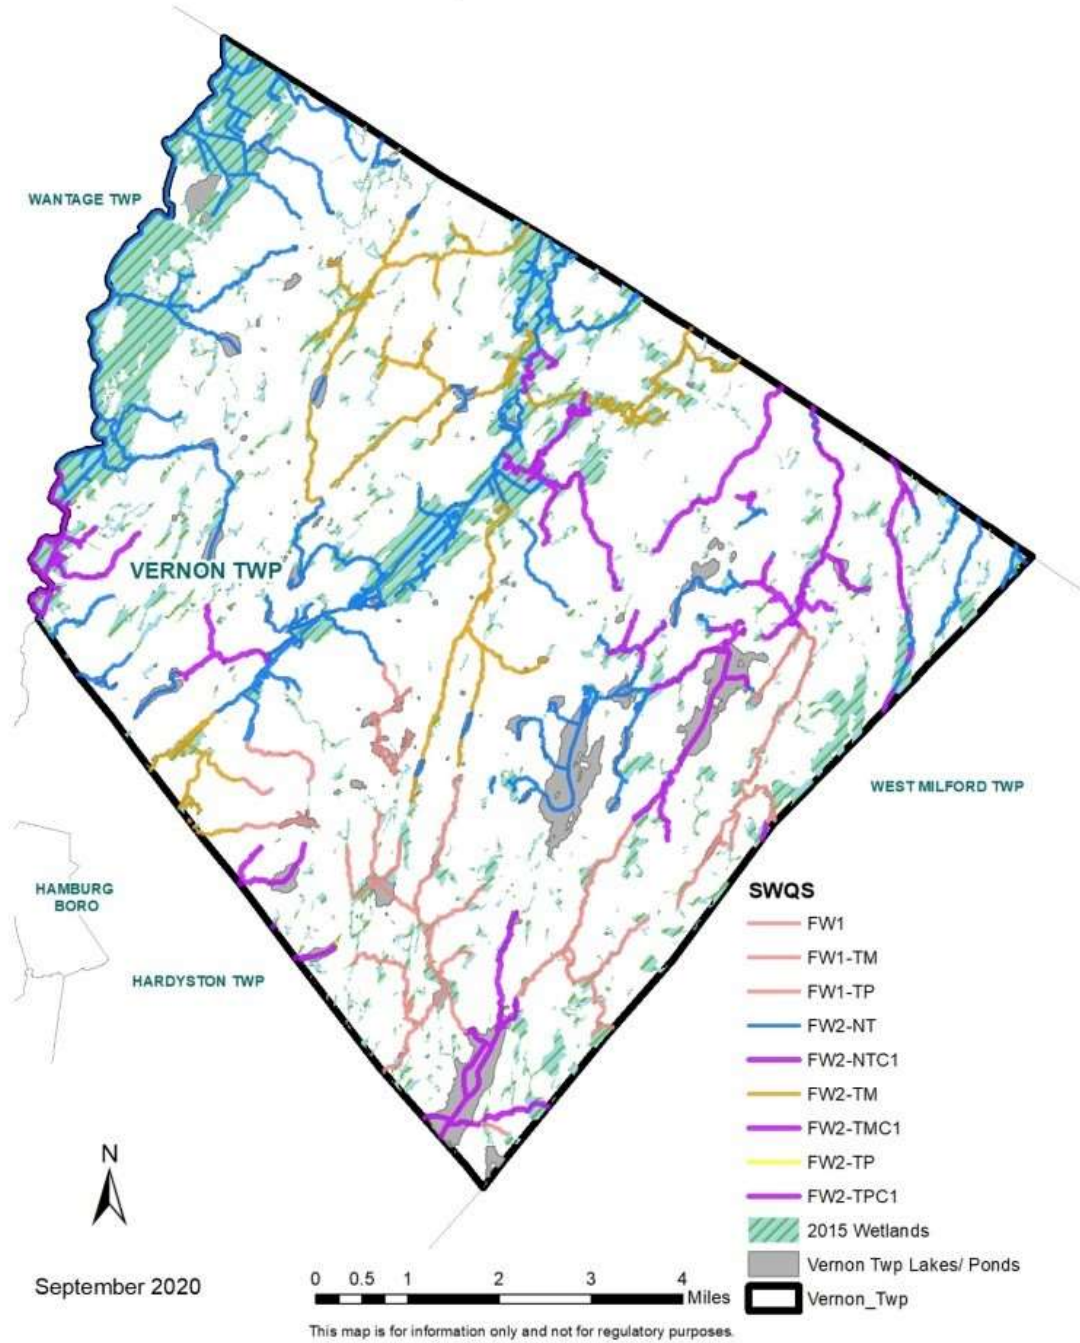 WANTAGE TWP
VERNON TWP
WEST MILFORD TWP
HAMBURG
BORO
HARDYSTON TWP
SWQS
FW1
FW1-TM
FW1-TP
FW2-NT
FW2-NTC1
FW2-TM
FW2-TMC1
FW2-TP
FW2-TPC1
2015 Wetlands
Vernon Twp Lakes/ Ponds
Vernon_Twp
N
September 2020
0 0.5 1 2 3 4
Miles
This map is for information only and not for regulatory purposes.